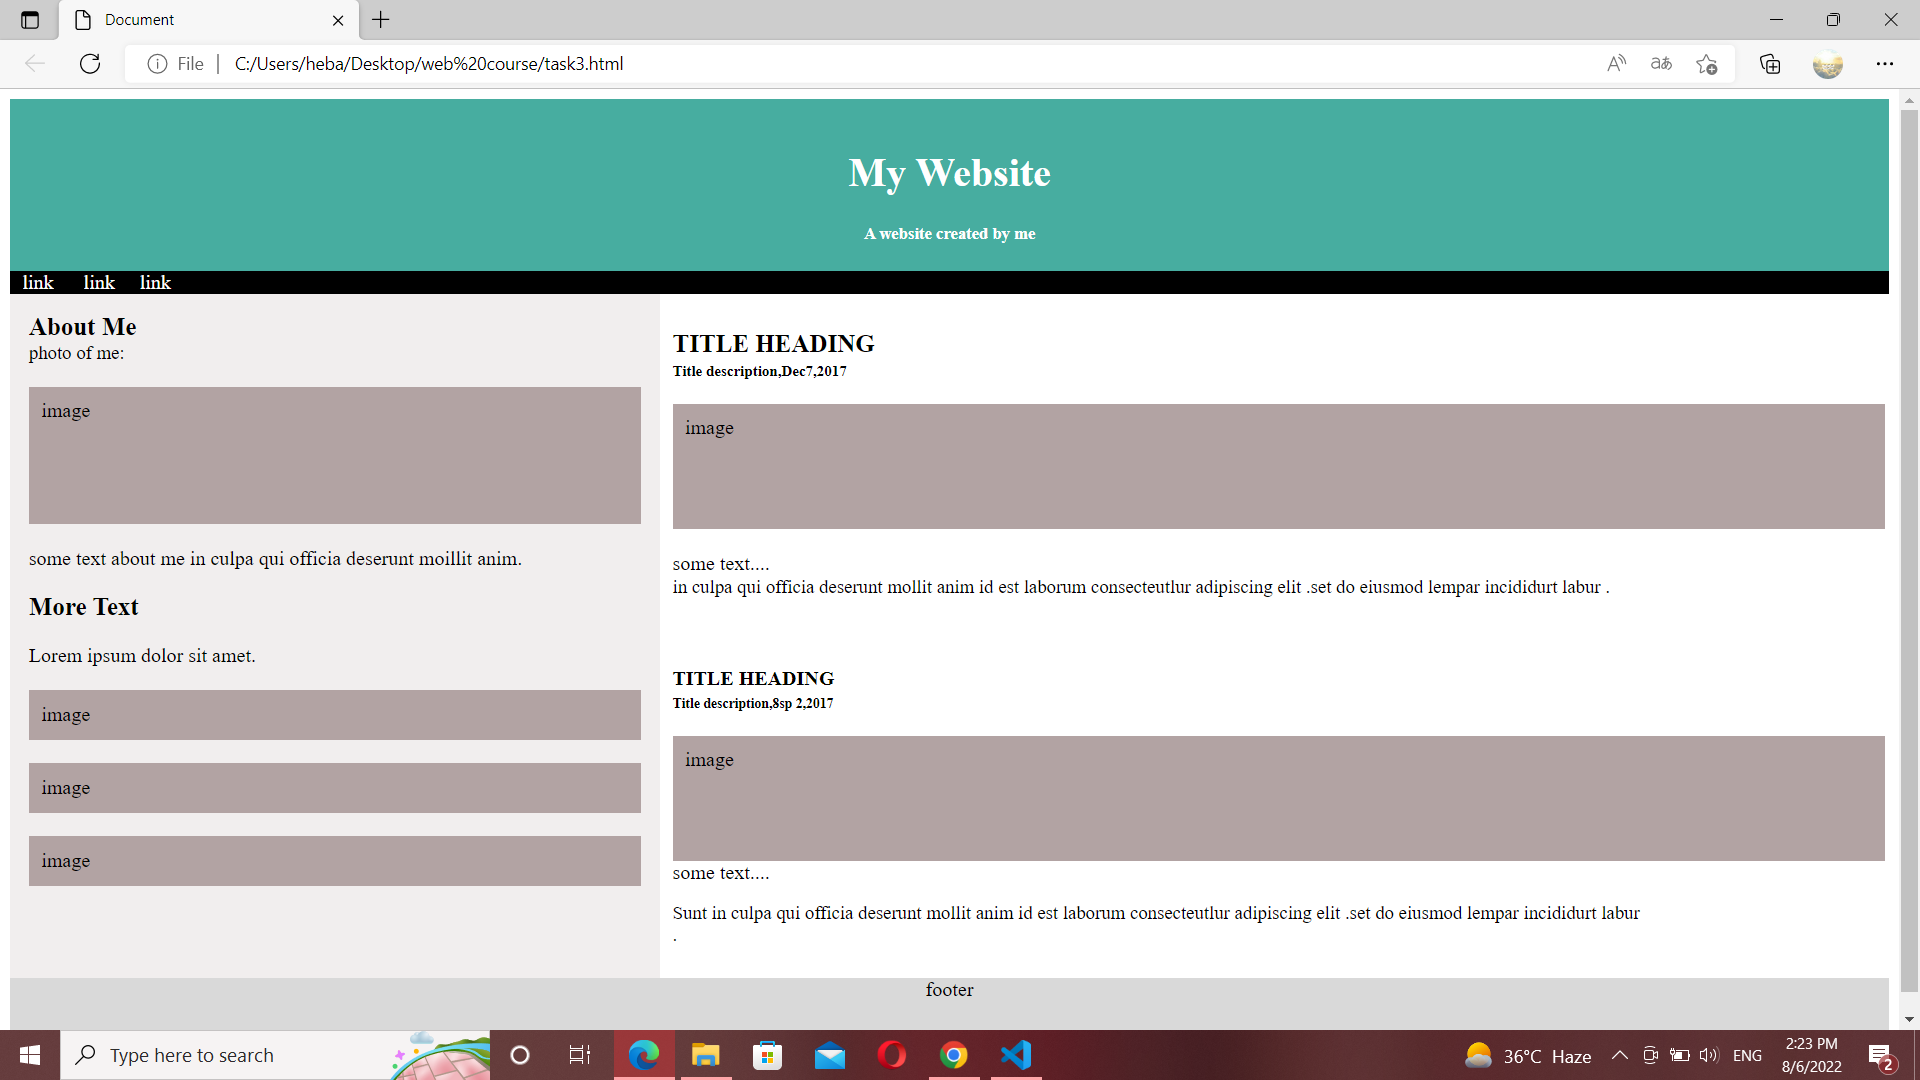 Document
File
C:/Users/heba/Desktop/web%20course/task3.html
My Website
A website created by me
link link link
About Me
photo of me:
image
some text about me in culpa qui officia deserunt moillit anim.
More Text
Lorem ipsum dolor sit amet.
image
image
image
TITLE HEADING
Title description,Dec7,2017
image
some text....
in culpa qui officia deserunt mollit anim id est laborum consecteutlur adipiscing elit .set do eiusmod lempar incididurt labur .
TITLE HEADING
Title description,8sp 2,2017
image
some text....
Sunt in culpa qui officia deserunt mollit anim id est laborum consecteutlur adipiscing elit .set do eiusmod lempar incididurt labur
.
footer
Type here to search
36°C Haze
ENG
2:23 PM
8/6/2022
2